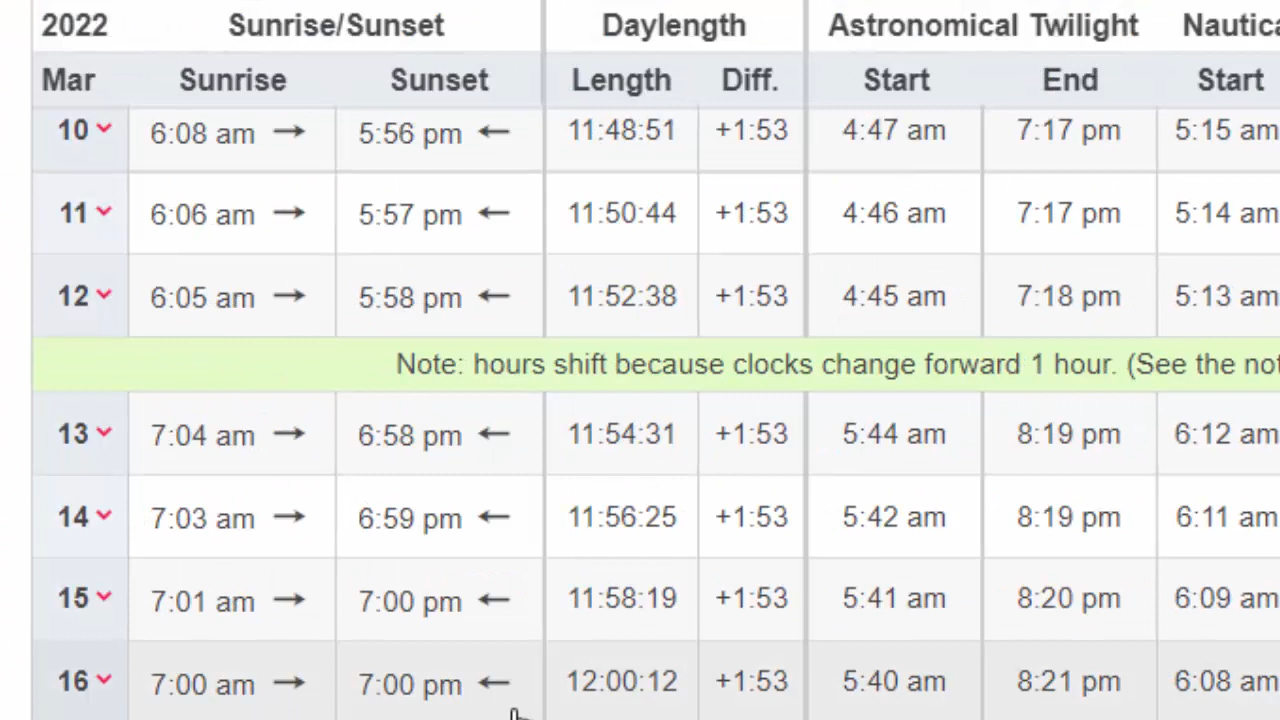 2022 Sunrise/Sunset Daylength Astronomical Twilight Nautica
Mar Sunrise Sunset Length Diff. Start End Start
10 6:08 am → 5:56 pm ← 11:48:51 +1:53 4:47 am 7:17 pm 5:15 am
11 6:06 am → 5:57 pm ← 11:50:44 +1:53 4:46 am 7:17 pm 5:14 am
12 6:05 am → 5:58 pm ← 11:52:38 +1:53 4:45 am 7:18 pm 5:13 am
Note: hours shift because clocks change forward 1 hour. (See the not
13 7:04 am → 6:58 pm ← 11:54:31 +1:53 5:44 am 8:19 pm 6:12 am
14 7:03 am → 6:59 pm ← 11:56:25 +1:53 5:42 am 8:19 pm 6:11 am
15 7:01 am → 7:00 pm ← 11:58:19 +1:53 5:41 am 8:20 pm 6:09 am
16 7:00 am → 7:00 pm ← 12:00:12 +1:53 5:40 am 8:21 pm 6:08 am